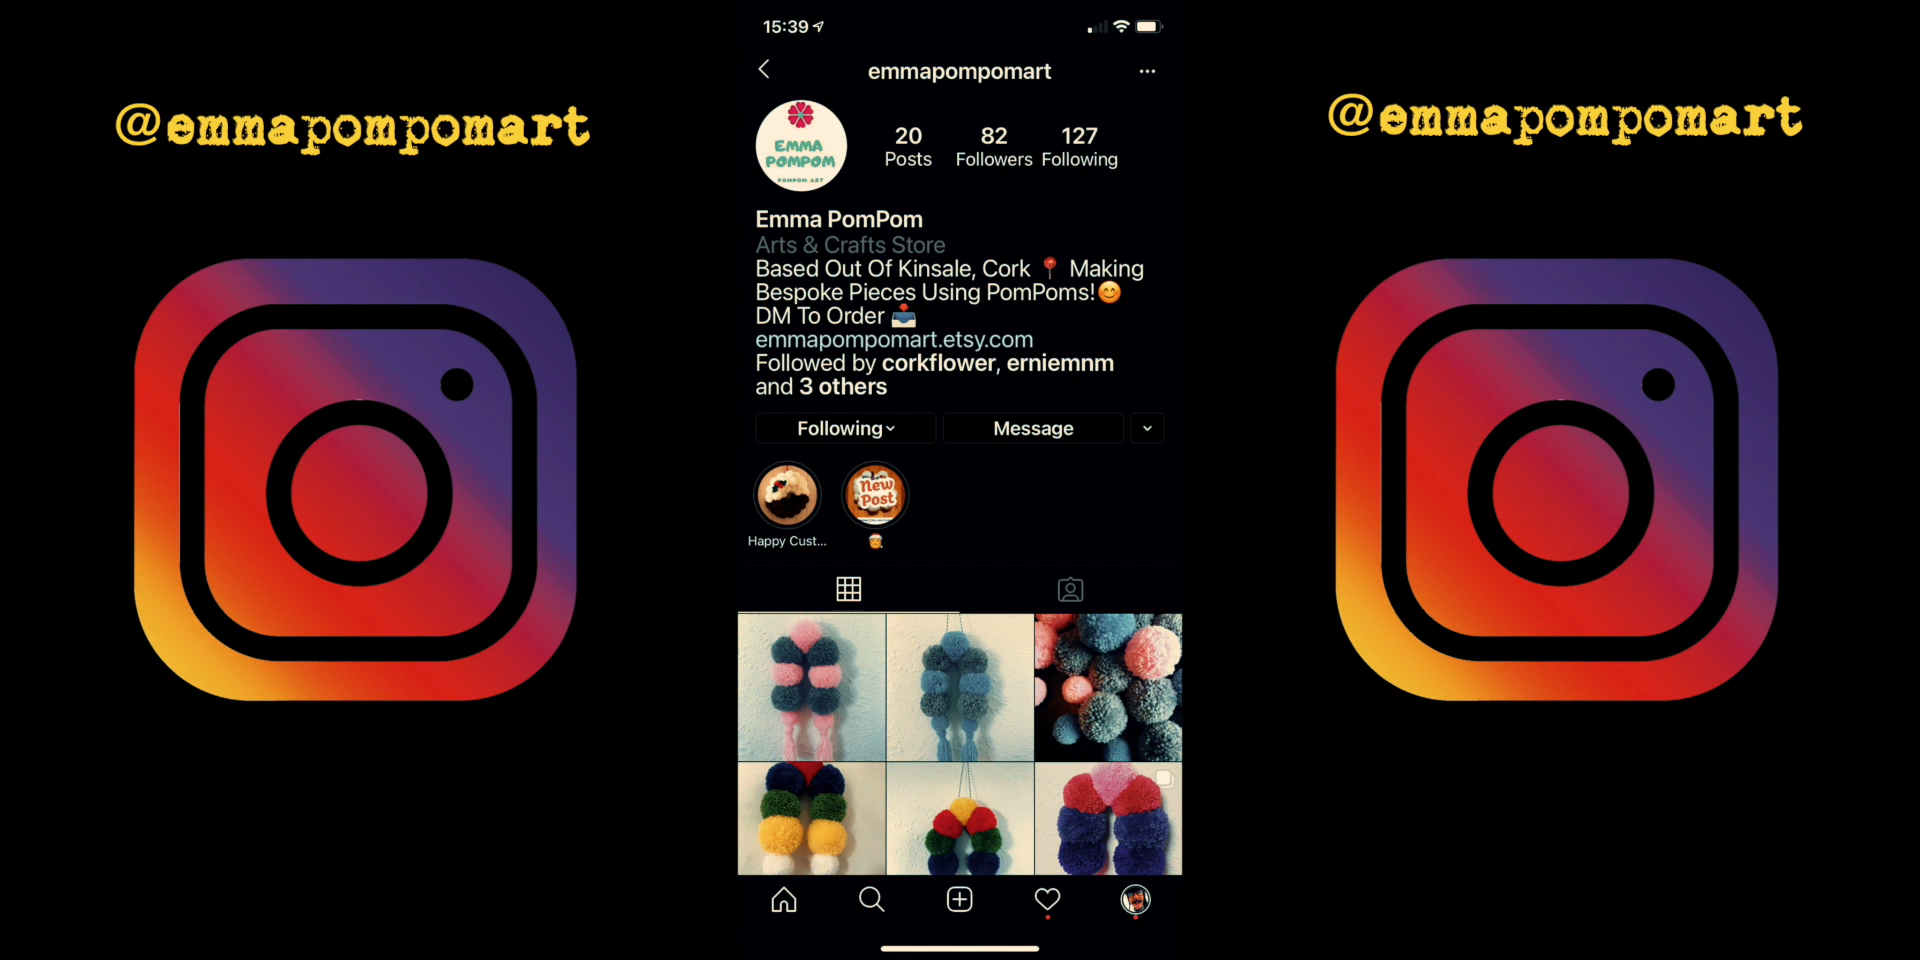 @emmapompomart
15:39
emmapompomart
EMMA
POMPOM
POMPOM ART
20 82 127
Posts Followers Following
Emma PomPom
Arts & Crafts Store
Based Out Of Kinsale, Cork 📍 Making
Bespoke Pieces Using PomPoms!😊
DM To Order 📥
emmapompomart.etsy.com
Followed by corkflower, erniemnm
and 3 others
Following Message
New
Post
Happy Cust...
@emmapompomart